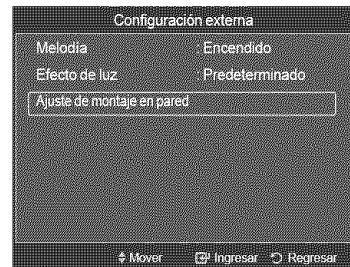 Configuración externa
Melodía : Encendido
Efecto de luz : Predeterminado
Ajuste de montaje en pared
Mover Ingresar Regresar